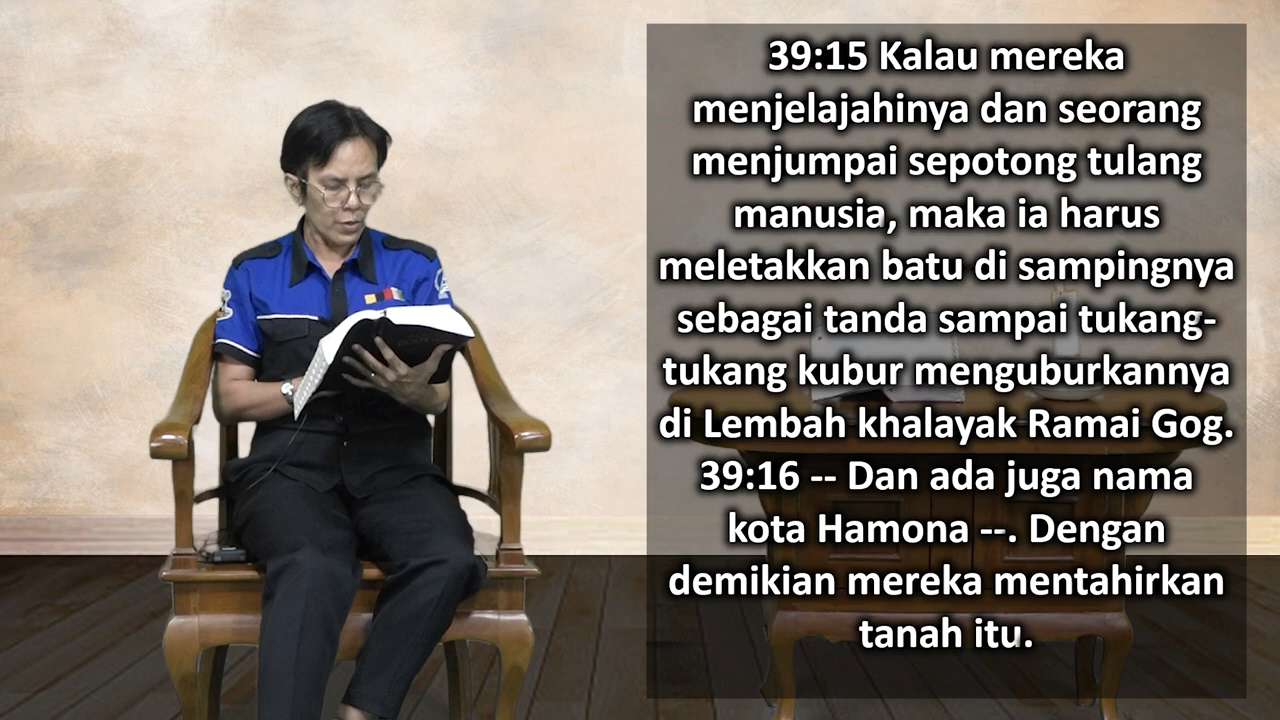 39:15 Kalau mereka
menjelajahinya dan seorang
menjumpai sepotong tulang
manusia, maka ia harus
meletakkan batu di sampingnya
sebagai tanda sampai tukang-
tukang kubur menguburkannya
di Lembah khalayak Ramai Gog.
39:16 -- Dan ada juga nama
kota Hamona --. Dengan
demikian mereka mentahirkan
tanah itu.